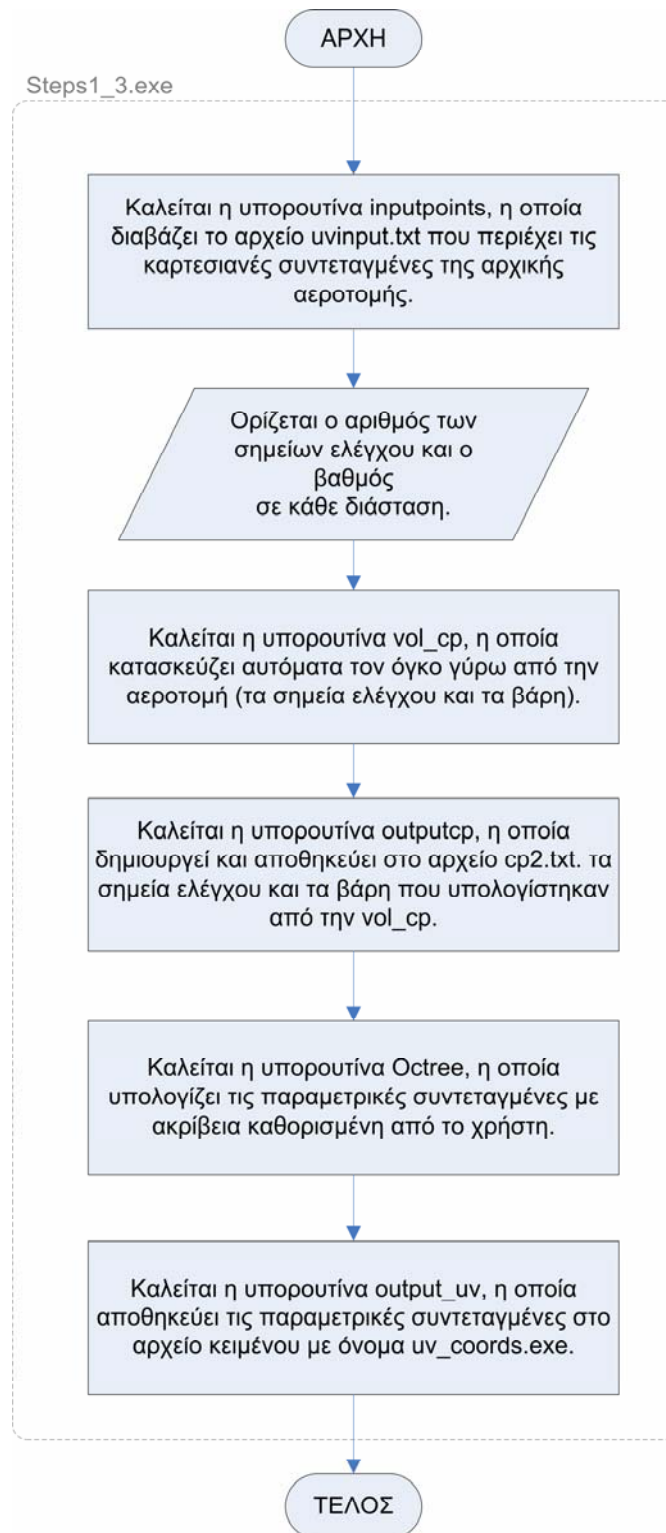 ΑΡΧΗ
Steps1_3.exe
Καλείται η υπορουτίνα inputpoints, η οποία
διαβάζει το αρχείο uvinput.txt που περιέχει τις
καρτεσιανές συντεταγμένες της αρχικής
αεροτομής.
Ορίζεται ο αριθμός των
σημείων ελέγχου και ο
βαθμός
σε κάθε διάσταση.
Καλείται η υπορουτίνα vol_cp, η οποία
κατασκεύζει αυτόματα τον όγκο γύρω από την
αεροτομή (τα σημεία ελέγχου και τα βάρη).
Καλείται η υπορουτίνα outputcp, η οποία
δημιουργεί και αποθηκεύει στο αρχείο cp2.txt. τα
σημεία ελέγχου και τα βάρη που υπολογίστηκαν
από την vol_cp.
Καλείται η υπορουτίνα Octree, η οποία
υπολογίζει τις παραμετρικές συντεταγμένες με
ακρίβεια καθορισμένη από το χρήστη.
Καλείται η υπορουτίνα output_uv, η οποία
αποθηκεύει τις παραμετρικές συντεταγμένες στο
αρχείο κειμένου με όνομα uv_coords.exe.
ΤΕΛΟΣ